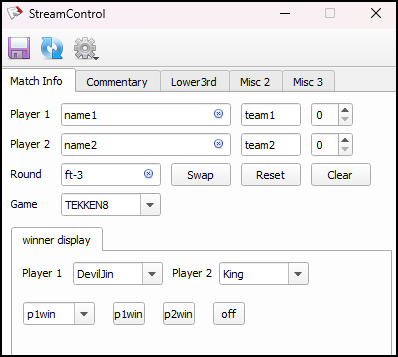 StreamControl
Match Info Commentary Lower3rd Misc 2 Misc 3
Player 1 name1 team1 0
Player 2 name2 team2 0
Round ft-3 Swap Reset Clear
Game TEKKEN8
winner display
Player 1 DevilJin Player 2 King
p1win p1win p2win off